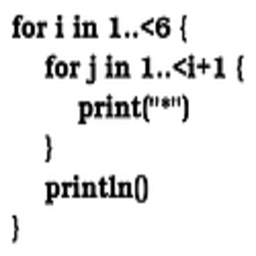 for i in 1..<6 {
    for j in 1..<i+1 {
        print("*")
    }
    println()
}